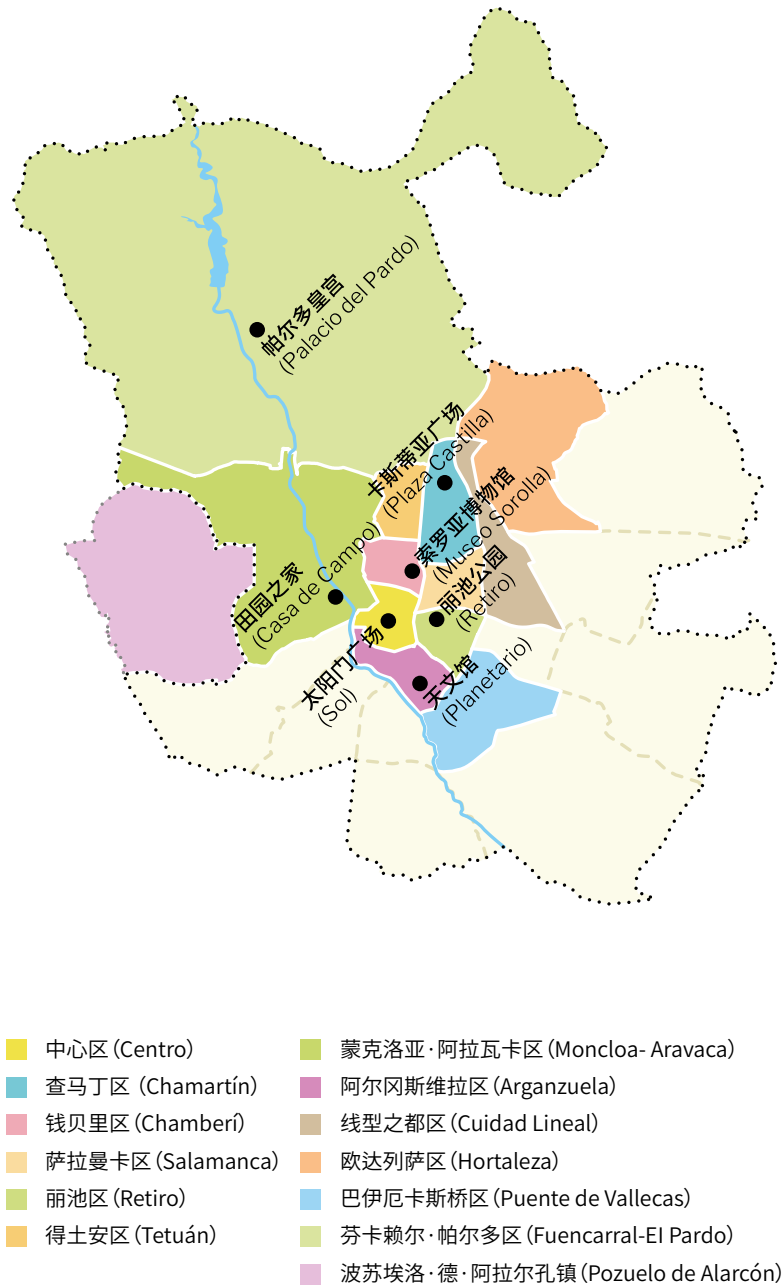 帕尔多皇宫
(Palacio del Pardo)
卡斯蒂亚广场
(Plaza Castilla)
索罗亚博物馆
(Museo Sorolla)
田园之家
(Casa de Campo)
丽池公园
(Retiro)
太阳门广场
(Sol)
天文馆
(Planetario)
中心区(Centro)
查马丁区 (Chamartín)
钱贝里区(Chamberí)
萨拉曼卡区(Salamanca)
丽池区(Retiro)
得土安区(Tetuán)
蒙克洛亚·阿拉瓦卡区(Moncloa- Aravaca)
阿尔冈斯维拉区(Arganzuela)
线型之都区(Cuidad Lineal)
欧达列萨区(Hortaleza)
巴伊厄卡斯桥区(Puente de Vallecas)
芬卡赖尔·帕尔多区(Fuencarral-EI Pardo)
波苏埃洛·德·阿拉尔孔镇(Pozuelo de Alarcón)